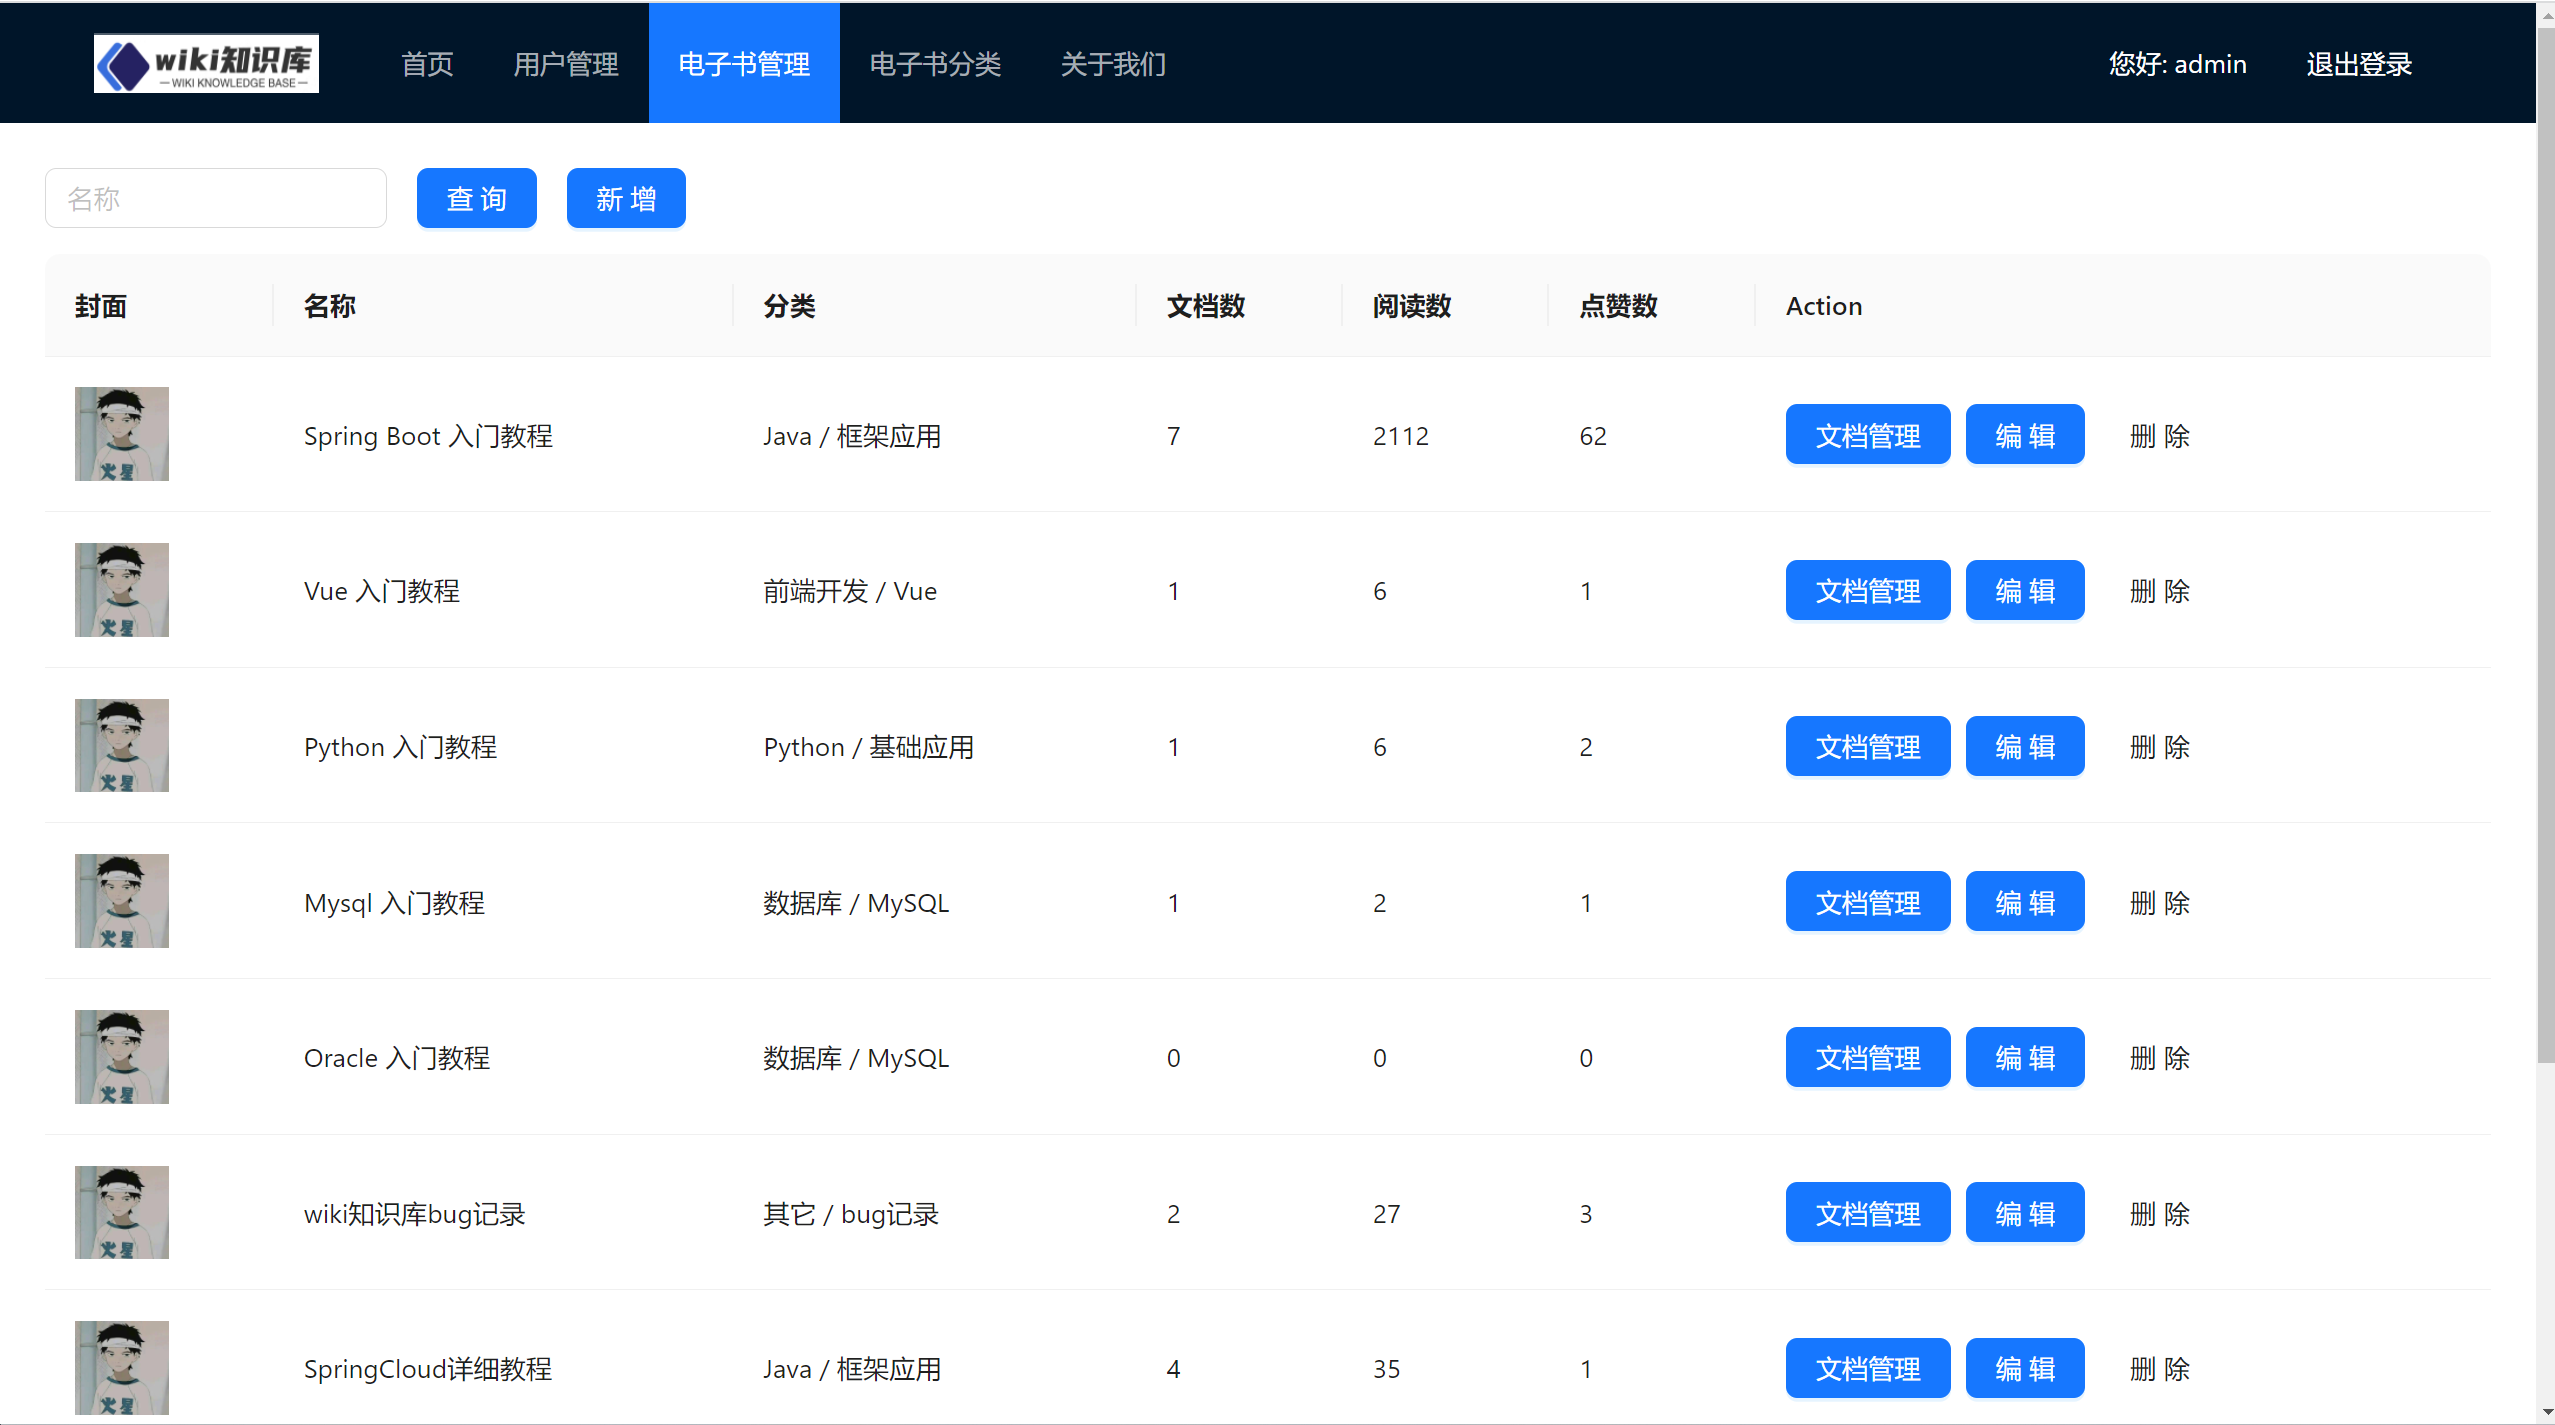 wiki知识库
WIKI KNOWLEDGE BASE
首页 用户管理 电子书管理 电子书分类 关于我们 您好: admin 退出登录
名称 查 询 新 增
封面 名称 分类 文档数 阅读数 点赞数 Action
火星
Spring Boot 入门教程 Java / 框架应用 7 2112 62 文档管理 编 辑 删 除
火星
Vue 入门教程 前端开发 / Vue 1 6 1 文档管理 编 辑 删 除
火星
Python 入门教程 Python / 基础应用 1 6 2 文档管理 编 辑 删 除
火星
Mysql 入门教程 数据库 / MySQL 1 2 1 文档管理 编 辑 删 除
火星
Oracle 入门教程 数据库 / MySQL 0 0 0 文档管理 编 辑 删 除
火星
wiki知识库bug记录 其它 / bug记录 2 27 3 文档管理 编 辑 删 除
火星
SpringCloud详细教程 Java / 框架应用 4 35 1 文档管理 编 辑 删 除
火星